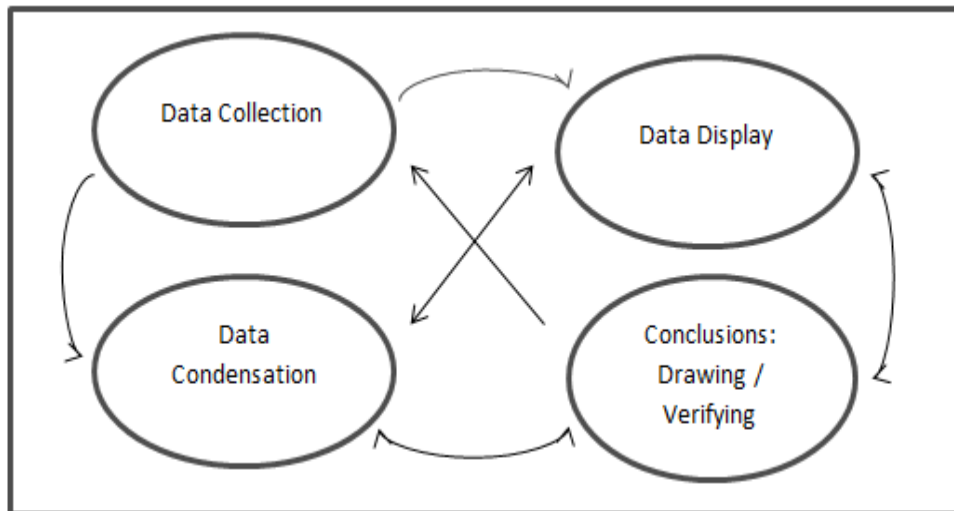 Data Collection
Data Display
Data
Condensation
Conclusions:
Drawing /
Verifying